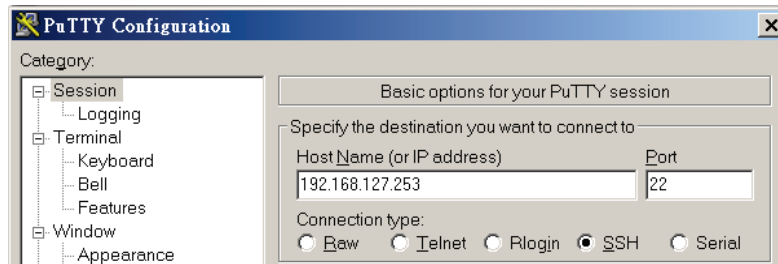 PuTTY Configuration
Category:
Session
Logging
Terminal
Keyboard
Bell
Features
Window
Appearance
Basic options for your PuTTY session
Specify the destination you want to connect to
Host Name (or IP address) Port
192.168.127.253 22
Connection type:
Raw Telnet Rlogin SSH Serial